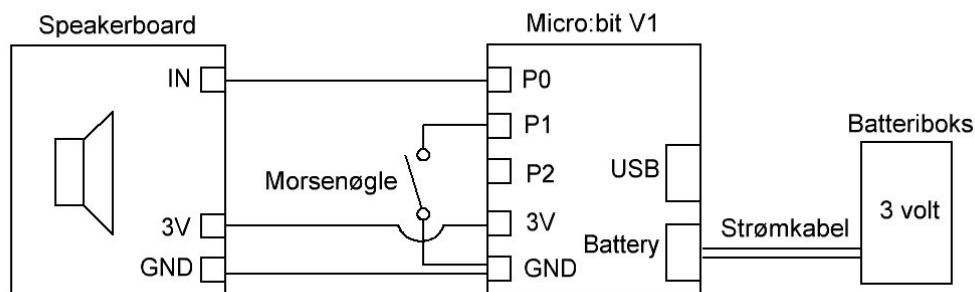 Speakerboard
IN
3V
GND
Morsenøgle
Micro:bit V1
P0
P1
P2
3V
GND
USB
Battery
Strømkabel
Batteriboks
3 volt